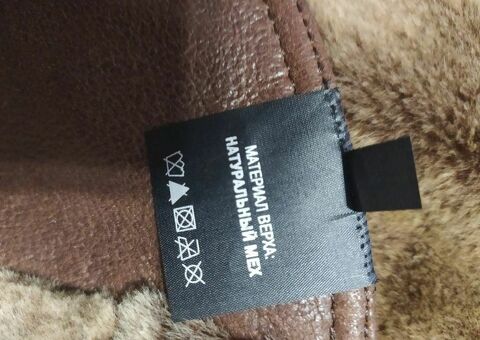 МАТЕРИАЛ ВЕРХА:
НАТУРАЛЬНЫЙ МЕХ